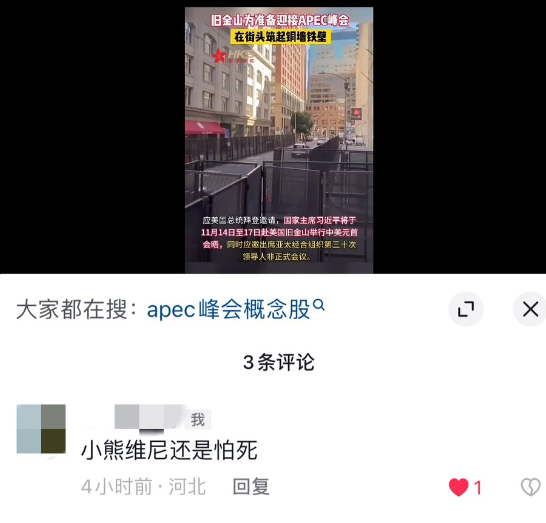 旧金山为准备迎接APEC峰会
在街头筑起铜墙铁壁
应美国总统拜登邀请,国家主席习近平将于
11月14日至17日赴美国旧金山举行中美元首
会晤,同时应邀出席亚太经合组织第三十次
领导人非正式会议。
大家都在搜:apec峰会概念股
3条评论
我
小熊维尼还是怕死
4小时前·河北 回复 1